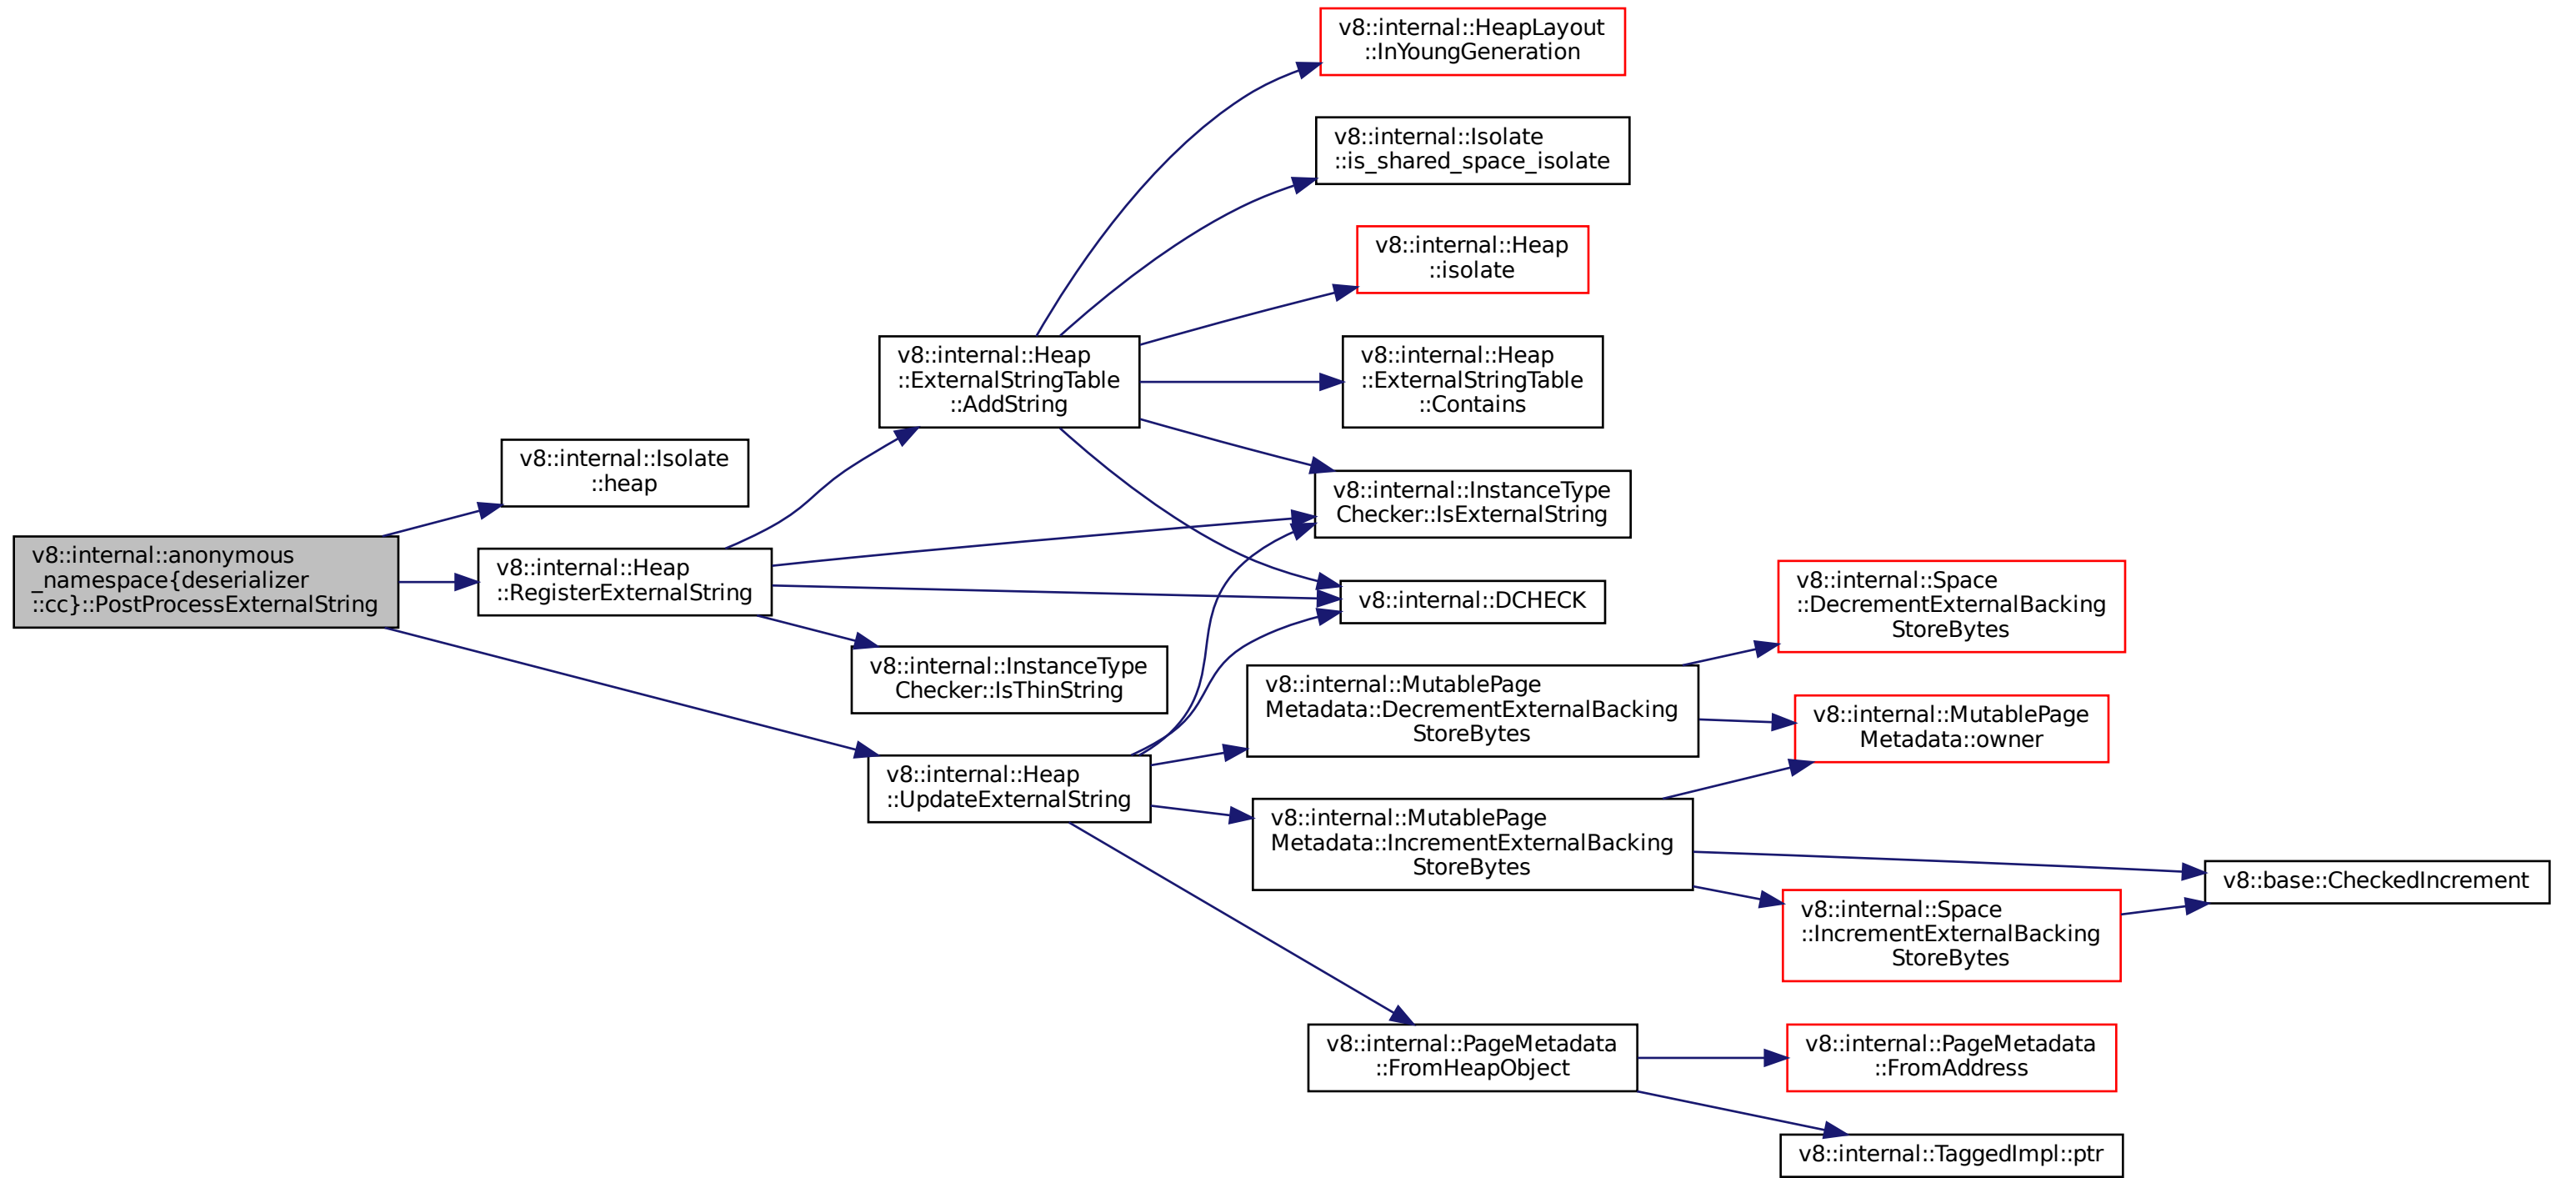 v8::internal::HeapLayout
::InYoungGeneration
v8::internal::Isolate
::is_shared_space_isolate
v8::internal::Heap
::isolate
v8::internal::Heap
::ExternalStringTable
::AddString
v8::internal::Heap
::ExternalStringTable
::Contains
v8::internal::Isolate
::heap
v8::internal::InstanceType
Checker::IsExternalString
v8::internal::anonymous
_namespace{deserializer
::cc}::PostProcessExternalString
v8::internal::Heap
::RegisterExternalString
v8::internal::DCHECK
v8::internal::Space
::DecrementExternalBacking
StoreBytes
v8::internal::InstanceType
Checker::IsThinString
v8::internal::MutablePage
Metadata::DecrementExternalBacking
StoreBytes
v8::internal::MutablePage
Metadata::owner
v8::internal::Heap
::UpdateExternalString
v8::internal::MutablePage
Metadata::IncrementExternalBacking
StoreBytes
v8::base::CheckedIncrement
v8::internal::Space
::IncrementExternalBacking
StoreBytes
v8::internal::PageMetadata
::FromHeapObject
v8::internal::PageMetadata
::FromAddress
v8::internal::TaggedImpl::ptr